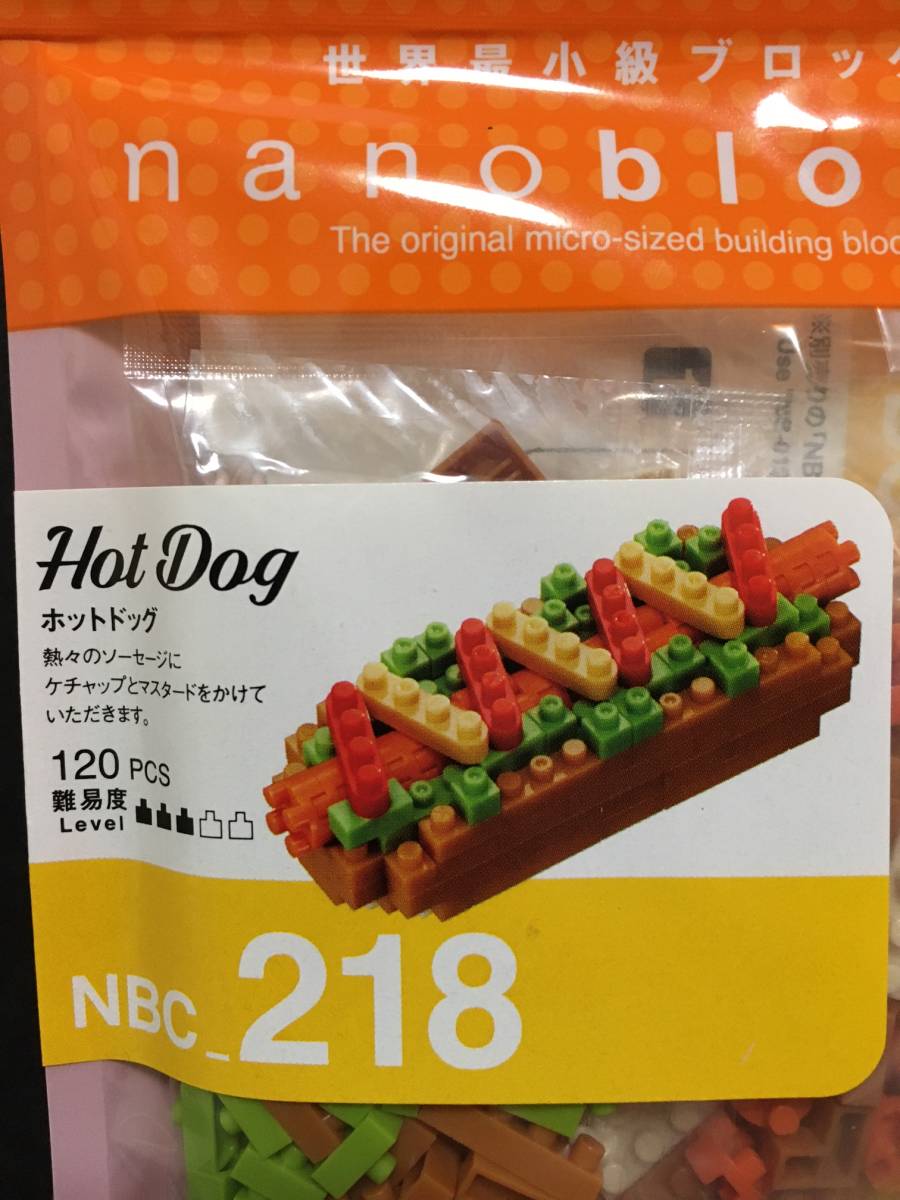 世界最小級ブロック
nanoblo
The original micro-sized building bloc
Hot Dog
ホットドッグ
熱々のソーセージに
ケチャップとマスタードをかけて
いただきます。
120 PCS
難易度
Level
NBC_218